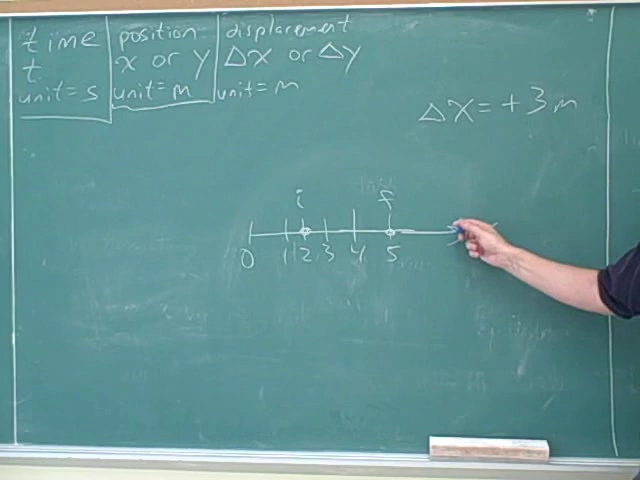 time
t
unit = s
position
x or y
unit = m
displacement
Δx or Δy
unit = m
Δx = +3 m
i f
0 1 2 3 4 5